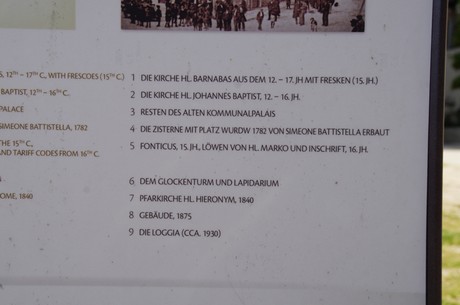 S, 12TH – 17TH C., WITH FRESCOES (15TH C.)
BAPTIST, 12TH – 16TH C.
PALACE
SIMEONE BATTISTELLA, 1782
THE 15TH C.,
AND TARIFF CODES FROM 16TH C.
OME, 1840
1 DIE KIRCHE HL. BARNABAS AUS DEM 12. – 17. JH MIT FRESKEN (15. JH.)
2 DIE KIRCHE HL. JOHANNES BAPTIST, 12. – 16. JH.
3 RESTEN DES ALTEN KOMMUNALPALAIS
4 DIE ZISTERNE MIT PLATZ WURDW 1782 VON SIMEONE BATTISTELLA ERBAUT
5 FONTICUS, 15. JH., LÖWEN VON HL. MARKO UND INSCHRIFT, 16. JH.
6 DEM GLOCKENTURM UND LAPIDARIUM
7 PFARKIRCHE HL. HIERONYM, 1840
8 GEBÄUDE, 1875
9 DIE LOGGIA (CCA. 1930)